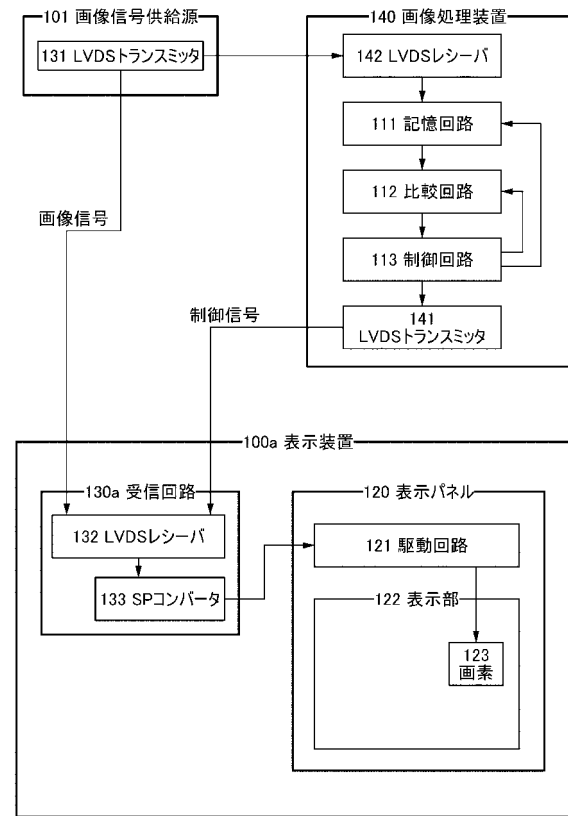 101 画像信号供給源
131 LVDSトランスミッタ
140 画像処理装置
142 LVDSレシーバ
111 記憶回路
112 比較回路
113 制御回路
141
LVDSトランスミッタ
画像信号
制御信号
100a 表示装置
130a 受信回路
132 LVDSレシーバ
133 SPコンバータ
120 表示パネル
121 駆動回路
122 表示部
123
画素